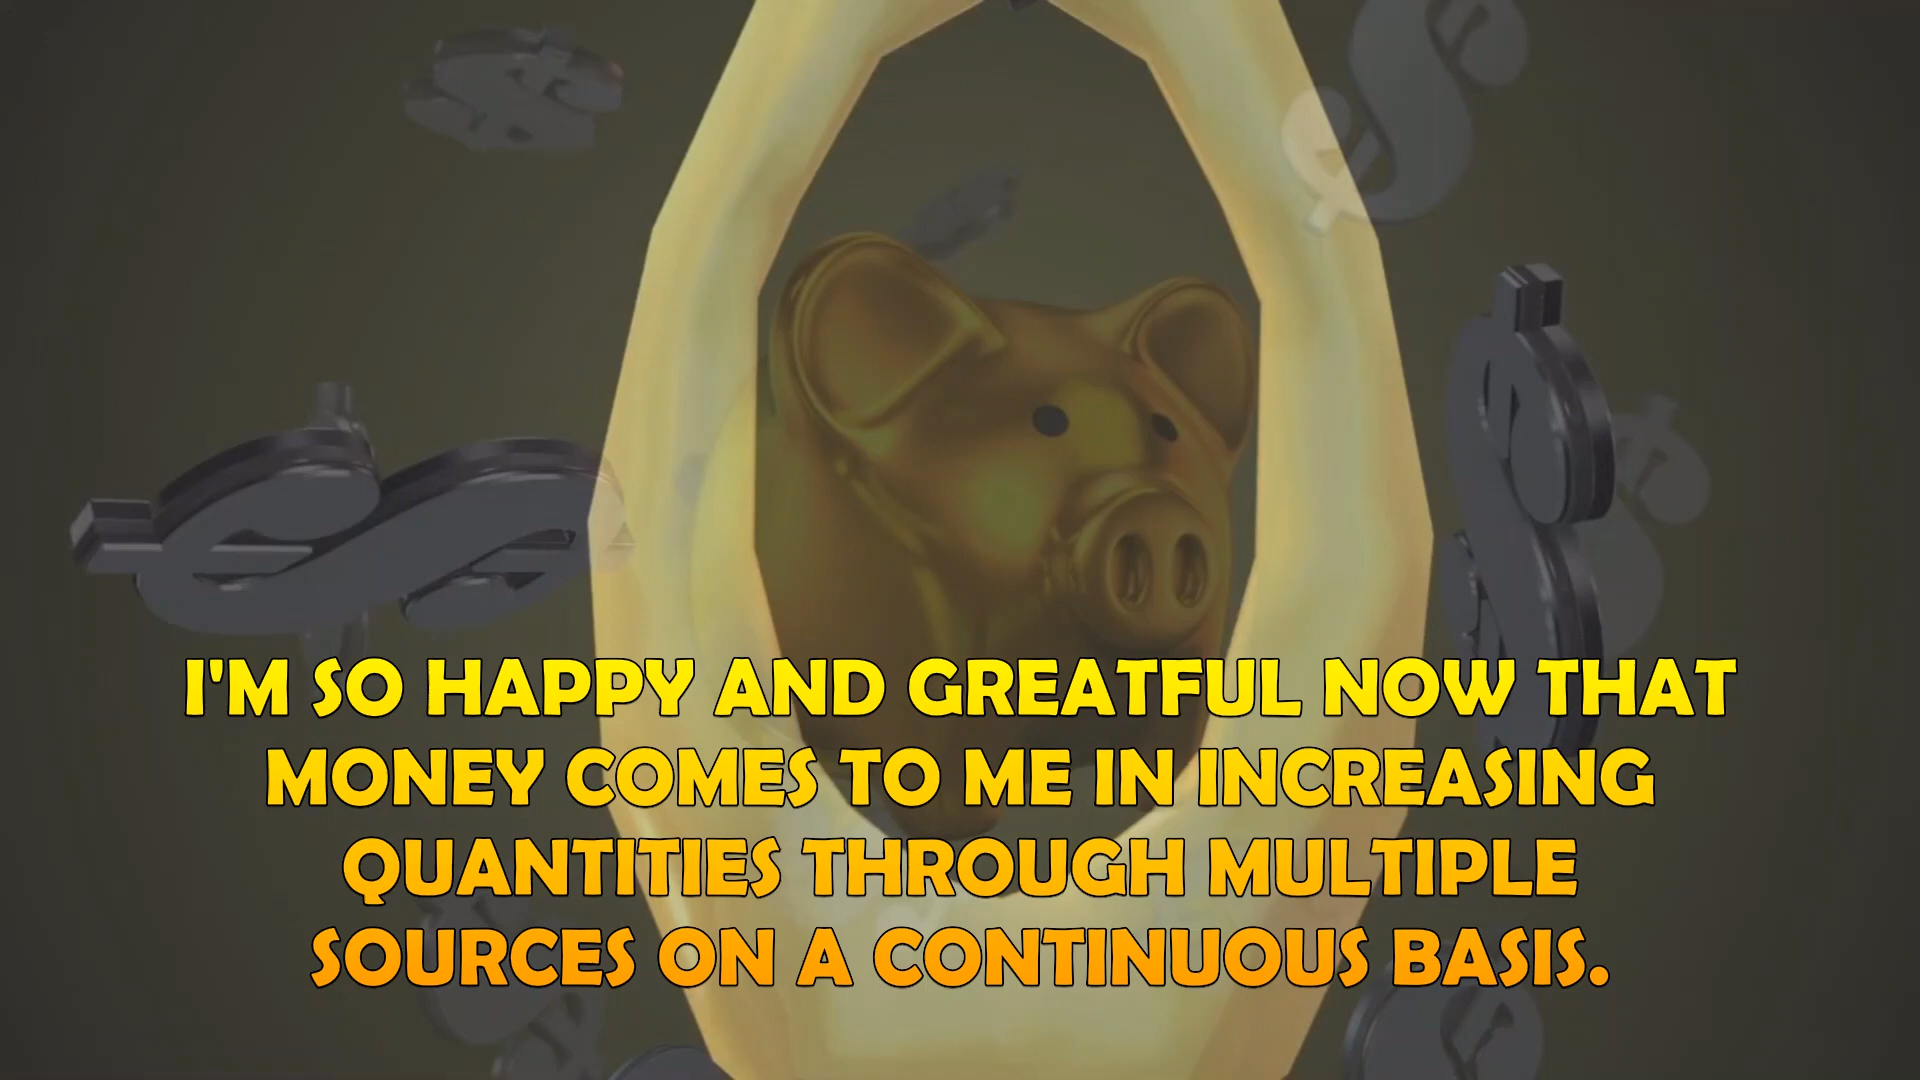 I'M SO HAPPY AND GREATFUL NOW THAT
MONEY COMES TO ME IN INCREASING
QUANTITIES THROUGH MULTIPLE
SOURCES ON A CONTINUOUS BASIS.